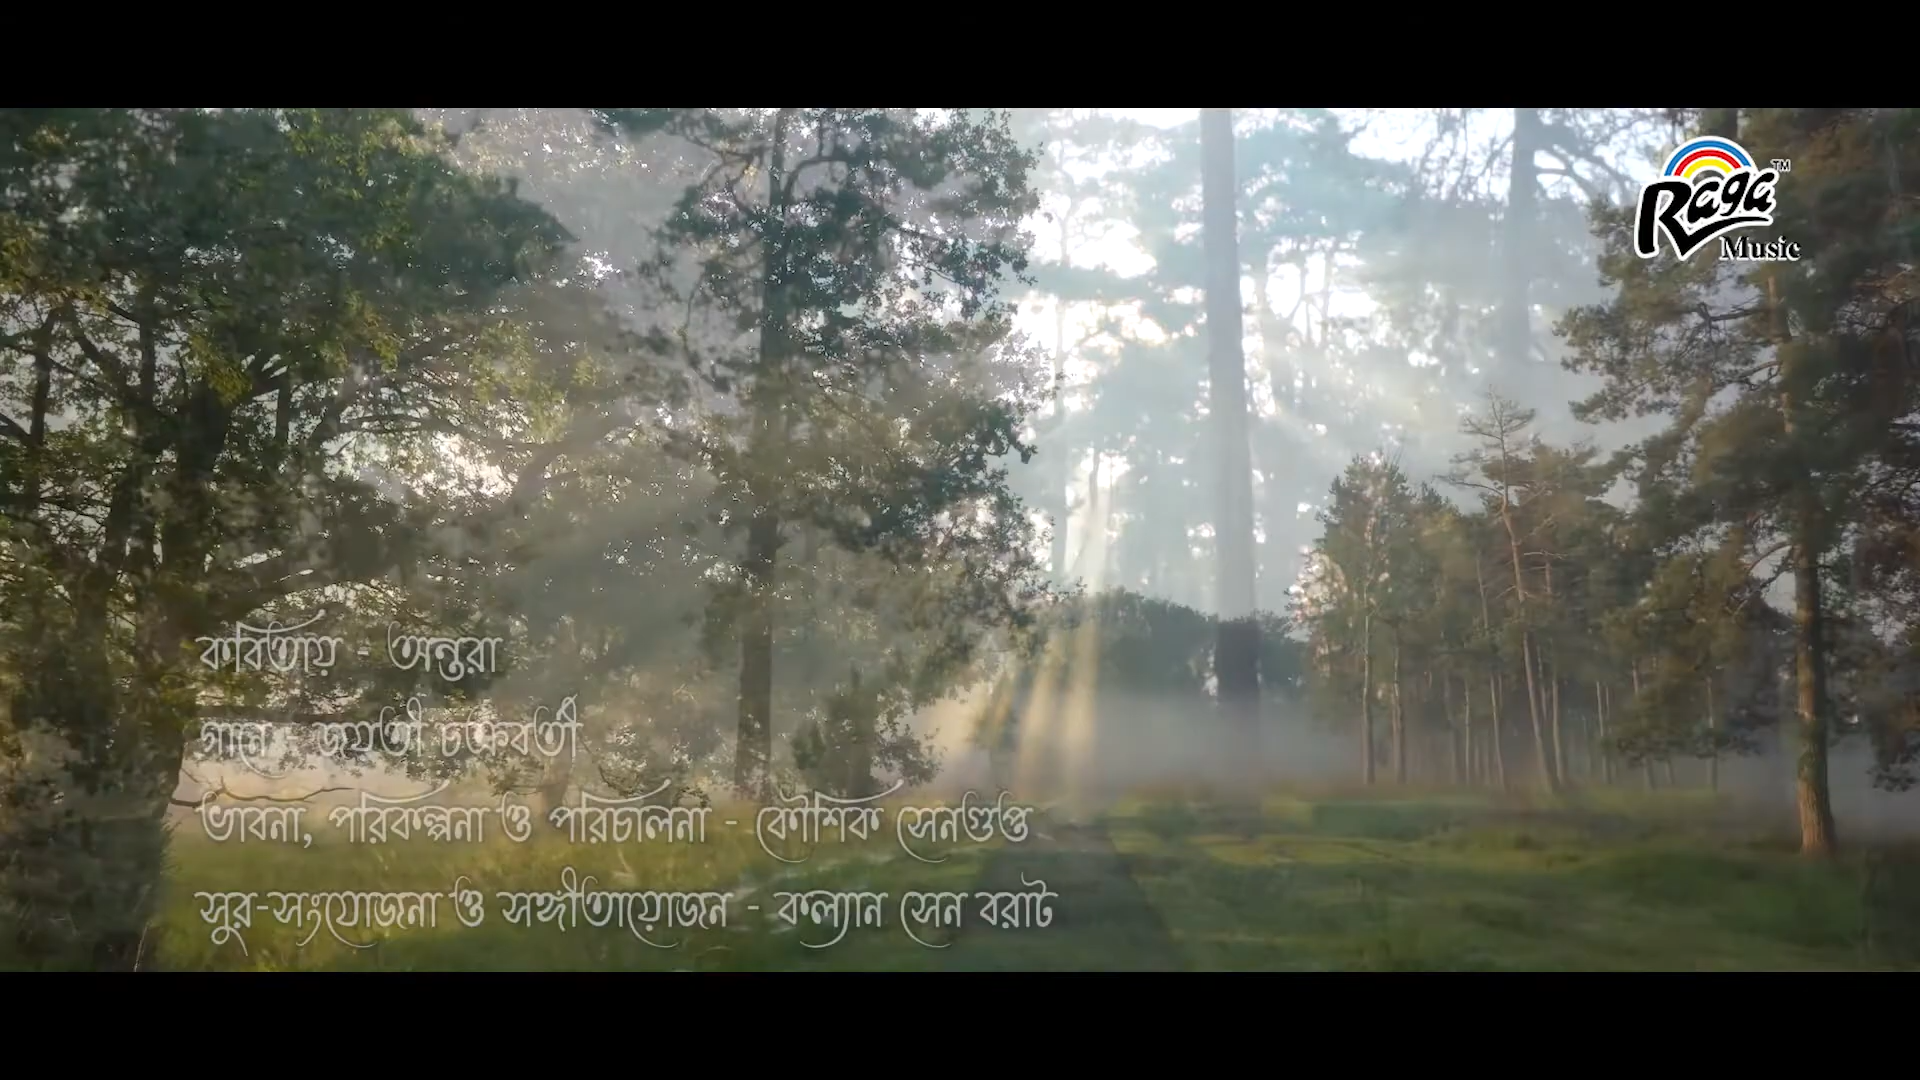 Raga™
Music
কবিতায় - অন্তরা
গানে - জয়তী চক্রবর্তী
ভাবনা, পরিকল্পনা ও পরিচালনা - কৌশিক সেনগুপ্ত
সুর-সংযোজনা ও সঙ্গীতায়োজন - কল্যান সেন বরাট